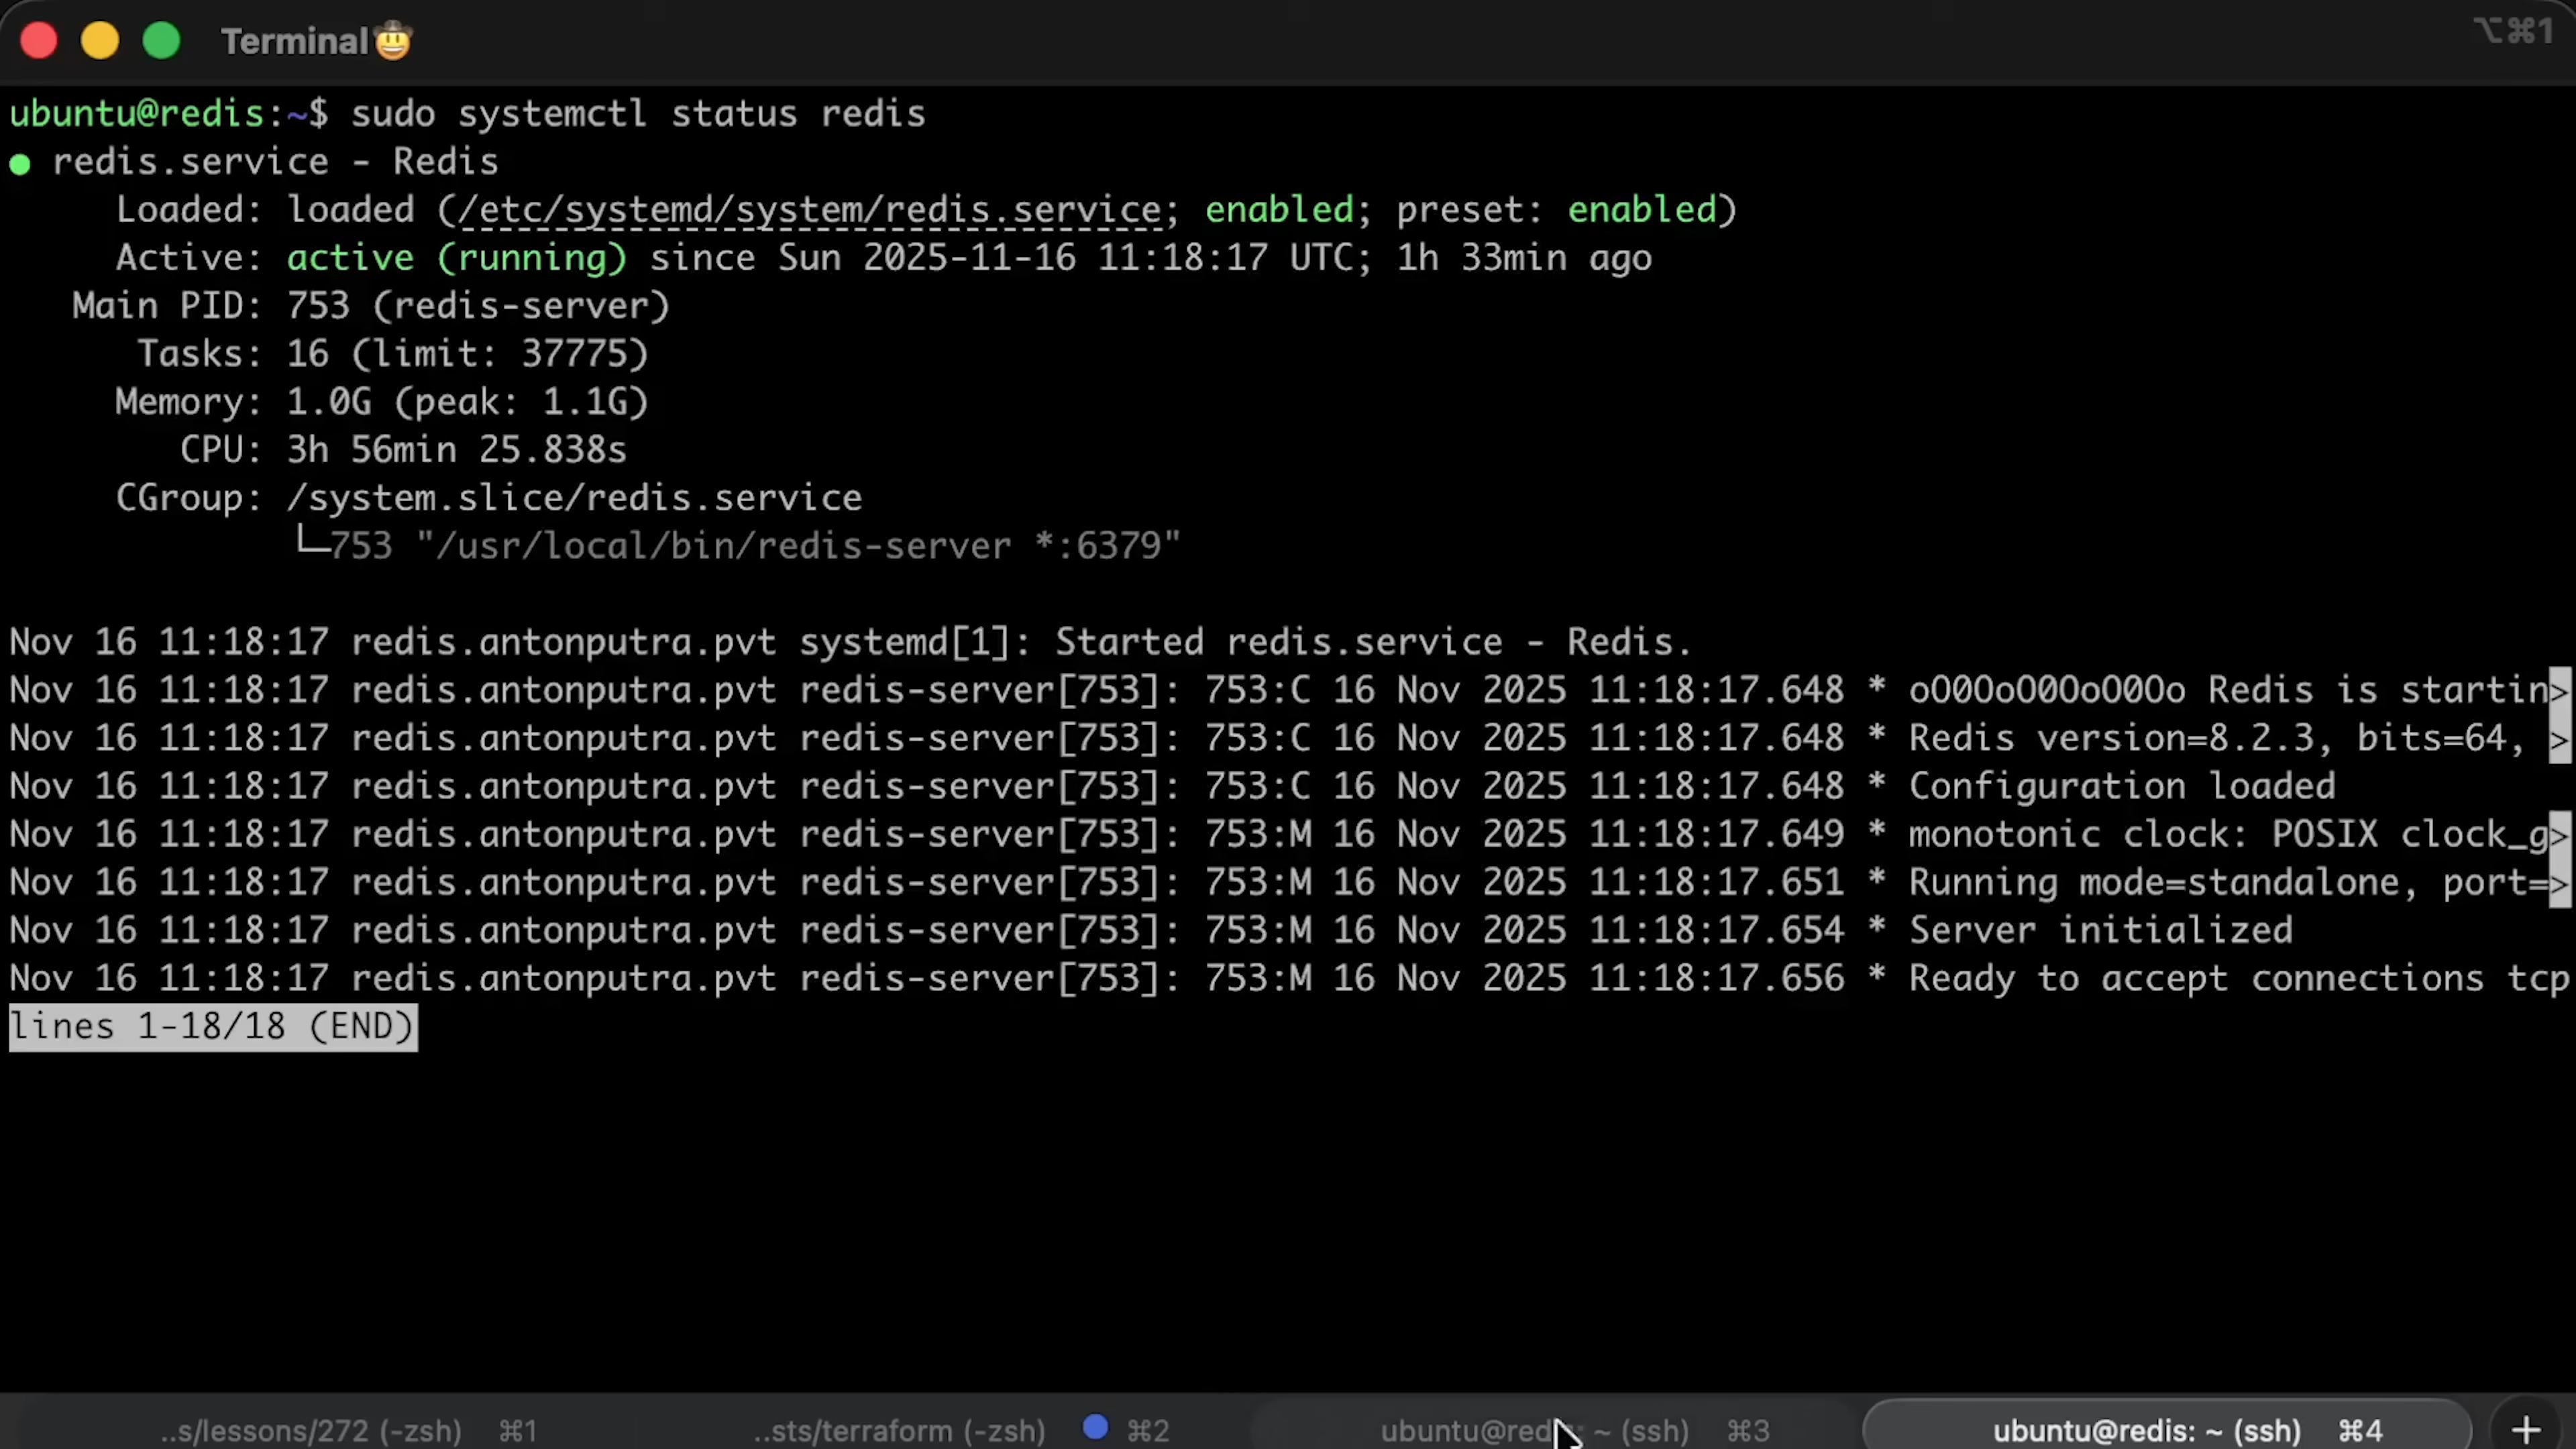 Terminal🤠
⌥⌘1
ubuntu@redis:~$ sudo systemctl status redis
● redis.service - Redis
Loaded: loaded (/etc/systemd/system/redis.service; enabled; preset: enabled)
Active: active (running) since Sun 2025-11-16 11:18:17 UTC; 1h 33min ago
Main PID: 753 (redis-server)
Tasks: 16 (limit: 37775)
Memory: 1.0G (peak: 1.1G)
CPU: 3h 56min 25.838s
CGroup: /system.slice/redis.service
└─753 "/usr/local/bin/redis-server *:6379"
Nov 16 11:18:17 redis.antonputra.pvt systemd[1]: Started redis.service - Redis.
Nov 16 11:18:17 redis.antonputra.pvt redis-server[753]: 753:C 16 Nov 2025 11:18:17.648 * oO0OoO0OoO0Oo Redis is startin>
Nov 16 11:18:17 redis.antonputra.pvt redis-server[753]: 753:C 16 Nov 2025 11:18:17.648 * Redis version=8.2.3, bits=64, >
Nov 16 11:18:17 redis.antonputra.pvt redis-server[753]: 753:C 16 Nov 2025 11:18:17.648 * Configuration loaded
Nov 16 11:18:17 redis.antonputra.pvt redis-server[753]: 753:M 16 Nov 2025 11:18:17.649 * monotonic clock: POSIX clock_g>
Nov 16 11:18:17 redis.antonputra.pvt redis-server[753]: 753:M 16 Nov 2025 11:18:17.651 * Running mode=standalone, port=>
Nov 16 11:18:17 redis.antonputra.pvt redis-server[753]: 753:M 16 Nov 2025 11:18:17.654 * Server initialized
Nov 16 11:18:17 redis.antonputra.pvt redis-server[753]: 753:M 16 Nov 2025 11:18:17.656 * Ready to accept connections tcp
lines 1-18/18 (END)
..s/lessons/272 (-zsh) ⌘1
..sts/terraform (-zsh) ⌘2
ubuntu@redis: ~ (ssh) ⌘3
ubuntu@redis: ~ (ssh) ⌘4
+